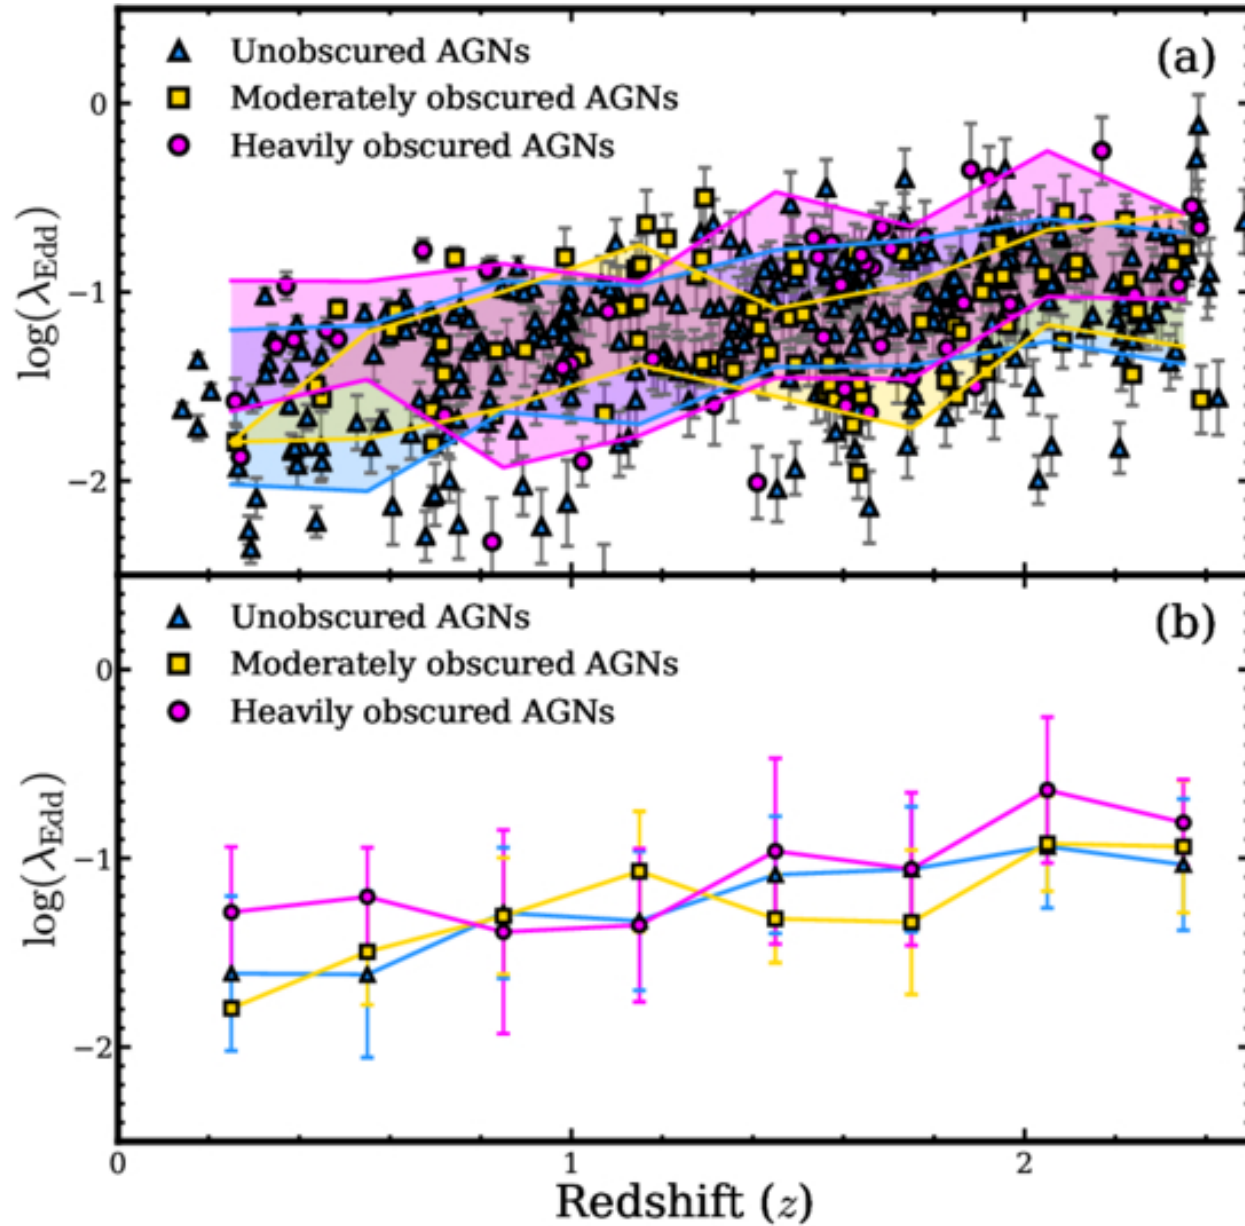 (a)
Unobscured AGNs
Moderately obscured AGNs
Heavily obscured AGNs
0
−1
−2
log(λEdd)
(b)
Unobscured AGNs
Moderately obscured AGNs
Heavily obscured AGNs
0
−1
−2
log(λEdd)
0 1 2
Redshift (z)